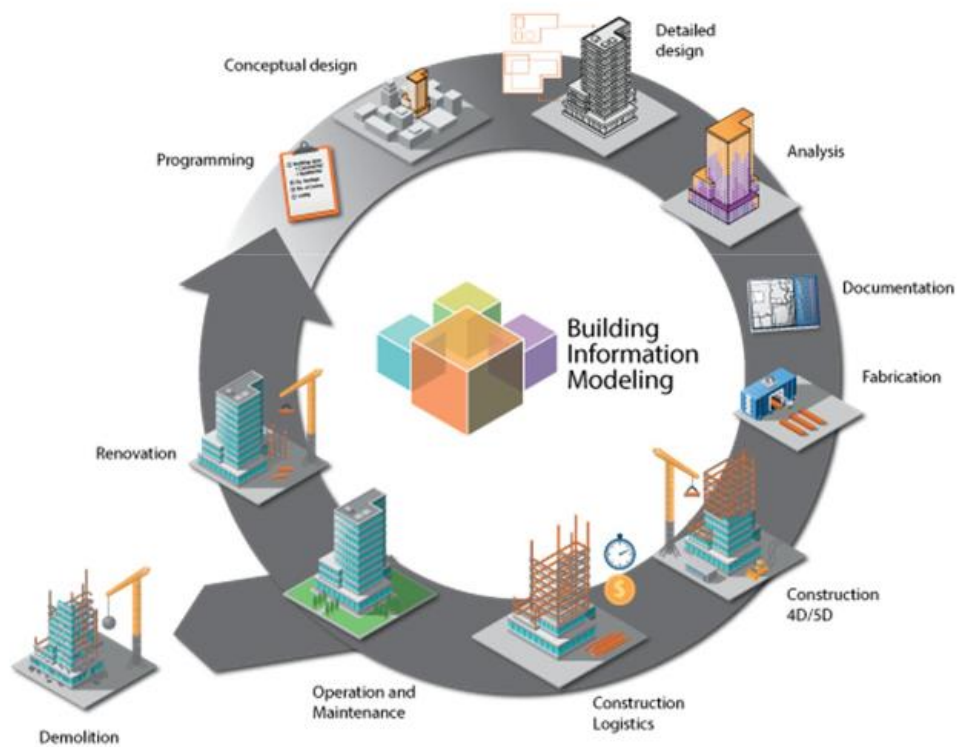 Detailed
design
Conceptual design
Programming
Analysis
Building
Information
Modeling
Documentation
Fabrication
Renovation
Construction
4D/5D
Operation and
Maintenance
Construction
Logistics
Demolition
$